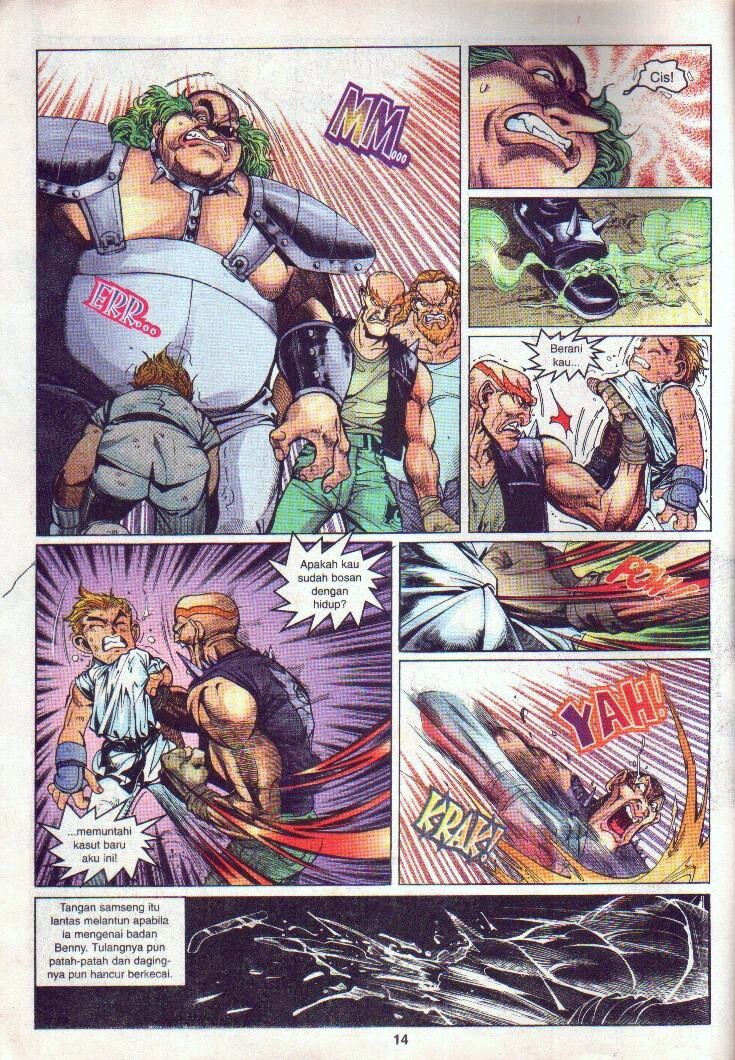 MM...
ERR...
Cis!
Berani
kau...
Apakah kau
sudah bosan
dengan
hidup?
...memuntahi
kasut baru
aku ini!
POW!
YAH!
KRAK!
Tangan samseng itu
lantas melantun apabila
ia mengenai badan
Benny. Tulangnya pun
patah-patah dan daging-
nya pun hancur berkecai.
14